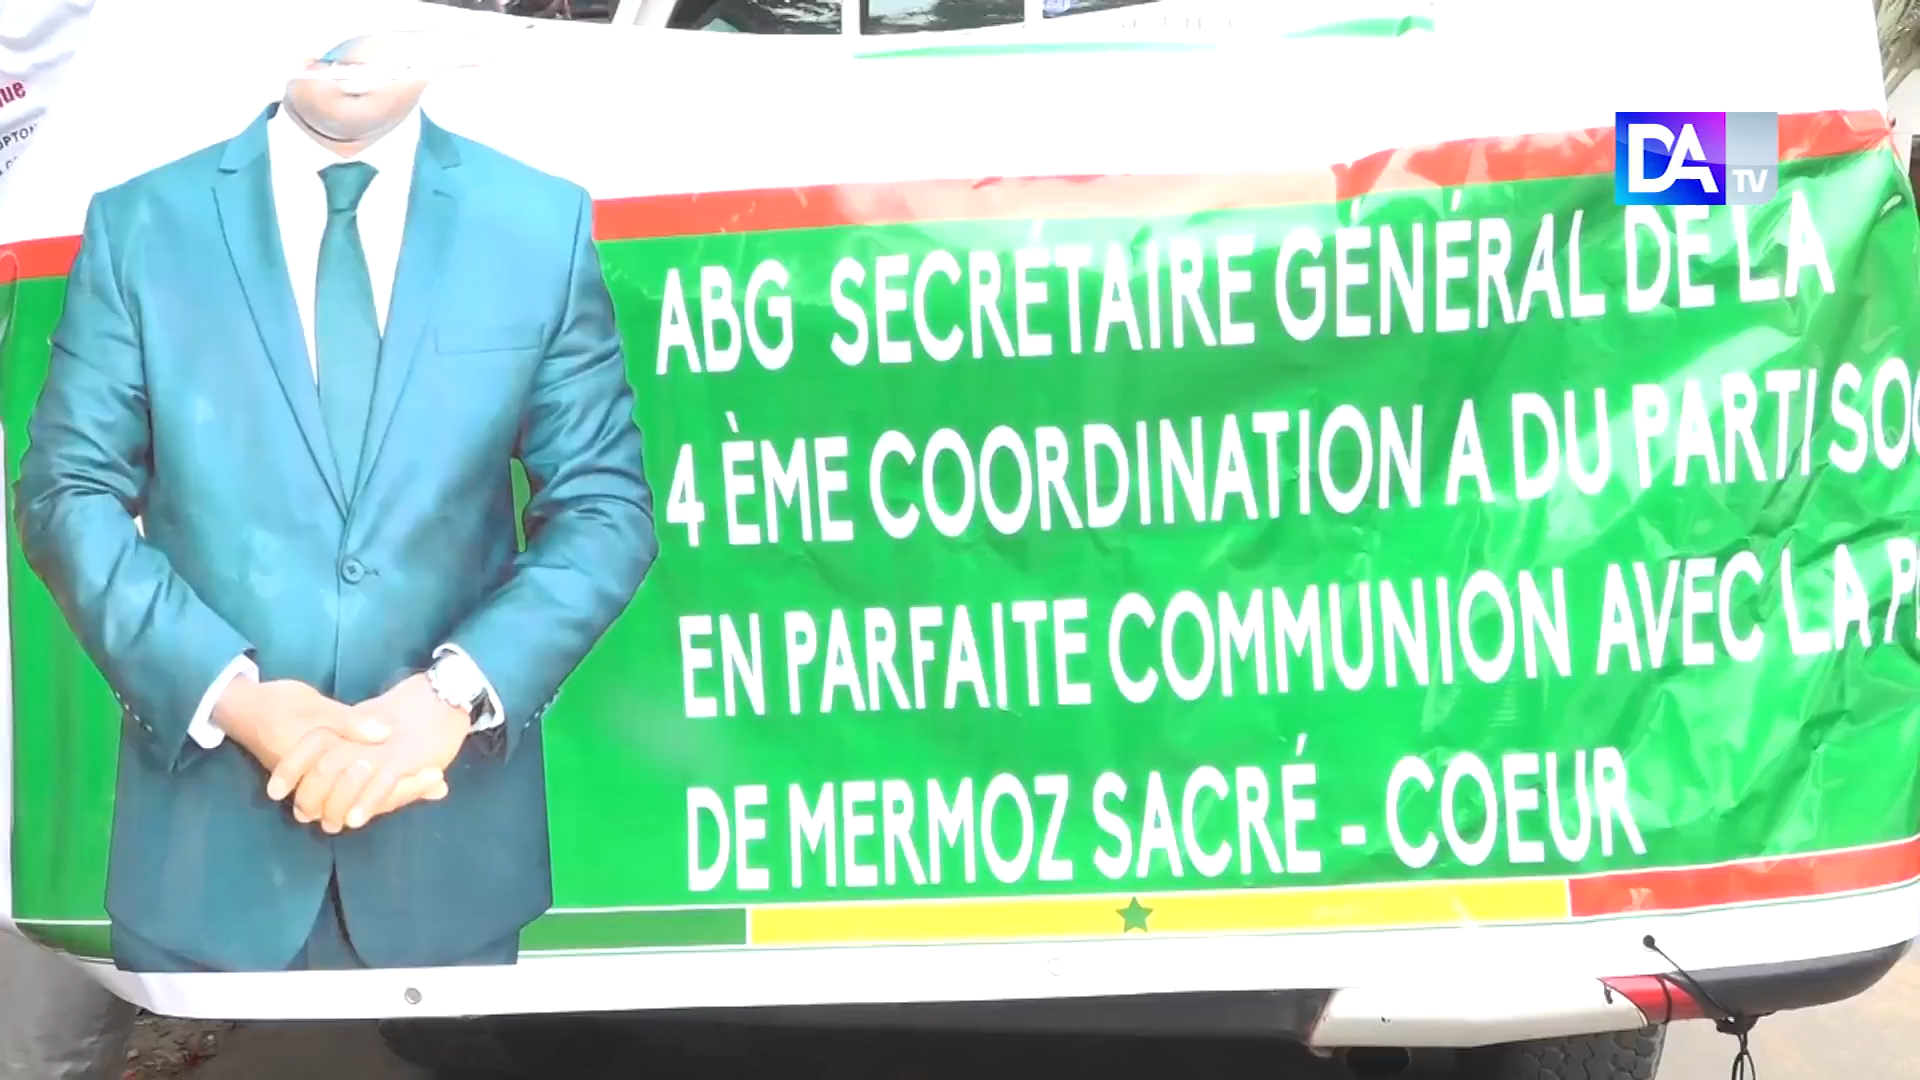 DA TV
ABG SECRÉTAIRE GÉNÉRAL DE LA
4 ÈME COORDINATION A DU PARTI SOC
EN PARFAITE COMMUNION AVEC LA P
DE MERMOZ SACRÉ - COEUR